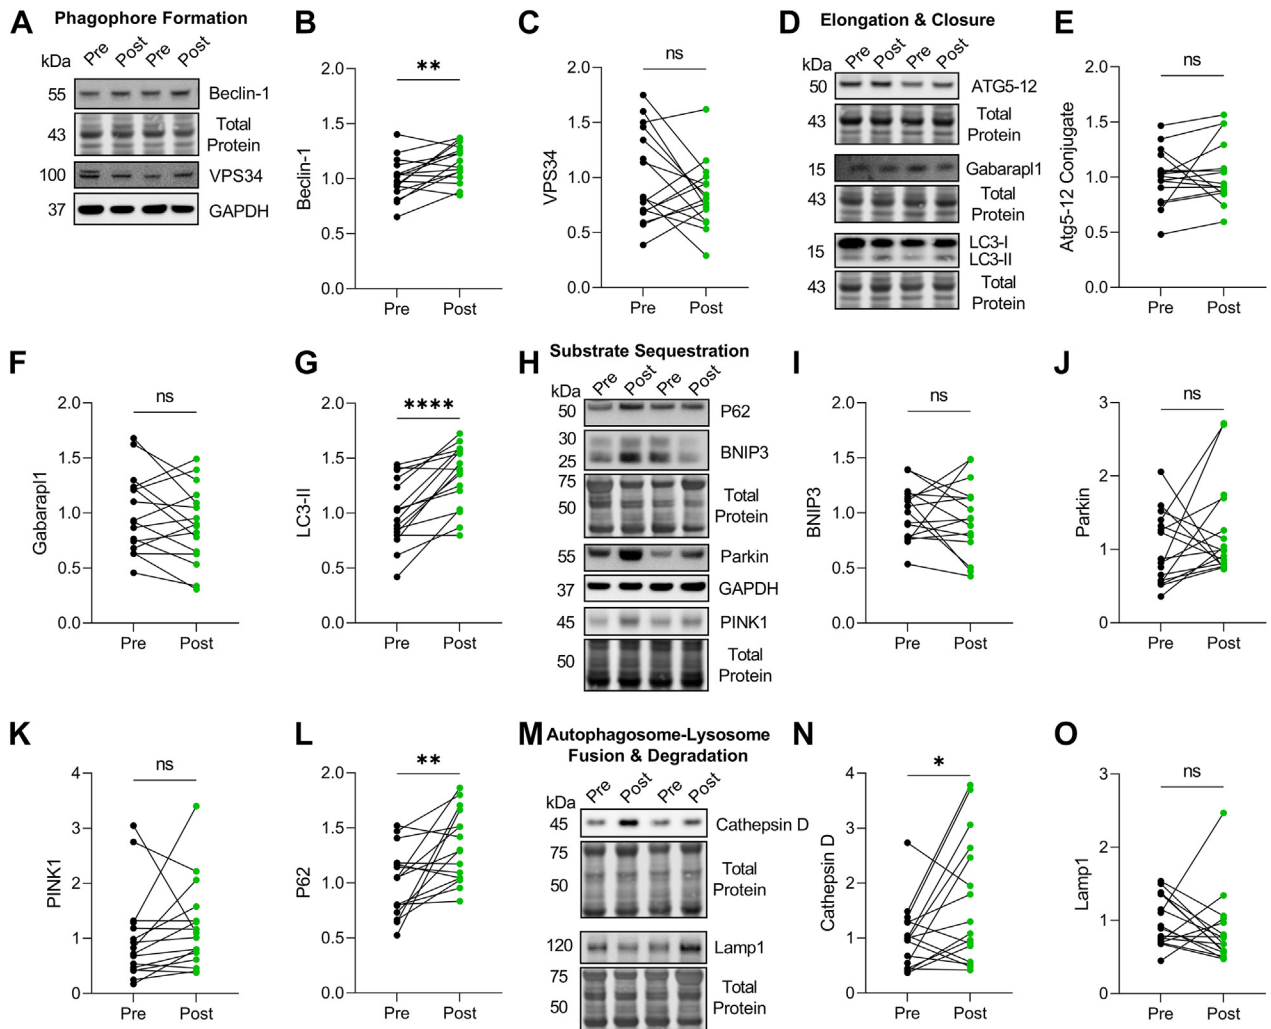 A
Phagophore Formation
kDa
Pre Post Pre Post
55 Beclin-1
43 Total Protein
100 VPS34
37 GAPDH
B
Beclin-1
**
2.0
1.5
1.0
0.5
0.0
Pre Post
C
VPS34
ns
2.0
1.5
1.0
0.5
0.0
Pre Post
D
Elongation & Closure
kDa
Pre Post Pre Post
50 ATG5-12
43 Total Protein
15 Gabarapl1
43 Total Protein
15 LC3-I
LC3-II
43 Total Protein
E
Atg5-12 Conjugate
ns
2.0
1.5
1.0
0.5
0.0
Pre Post
F
Gabarapl1
ns
2.0
1.5
1.0
0.5
0.0
Pre Post
G
LC3-II
****
2.0
1.5
1.0
0.5
0.0
Pre Post
H
Substrate Sequestration
kDa
Pre Post Pre Post
50 P62
30
25 BNIP3
75
50 Total Protein
55 Parkin
37 GAPDH
45 PINK1
50 Total Protein
I
BNIP3
ns
2.0
1.5
1.0
0.5
0.0
Pre Post
J
Parkin
ns
3
2
1
0
Pre Post
K
PINK1
ns
4
3
2
1
0
Pre Post
L
P62
**
2.0
1.5
1.0
0.5
0.0
Pre Post
M
Autophagosome-Lysosome
Fusion & Degradation
kDa
Pre Post Pre Post
45 Cathepsin D
75
50 Total Protein
120 Lamp1
75
50 Total Protein
N
Cathepsin D
*
4
3
2
1
0
Pre Post
O
Lamp1
ns
3
2
1
0
Pre Post